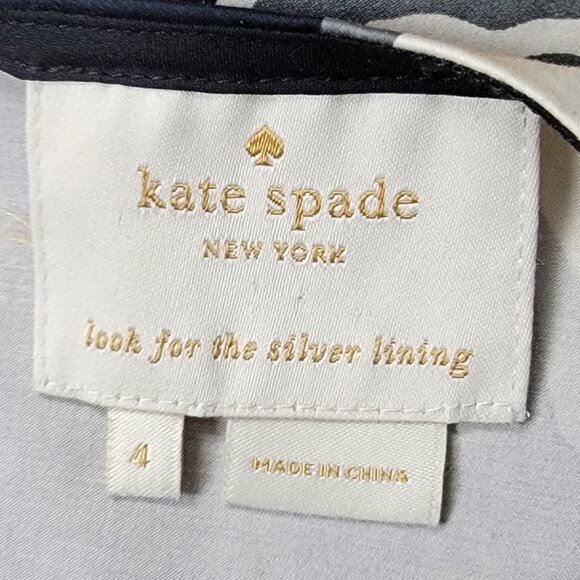 kate spade
NEW YORK
look for the silver lining
4
MADE IN CHINA